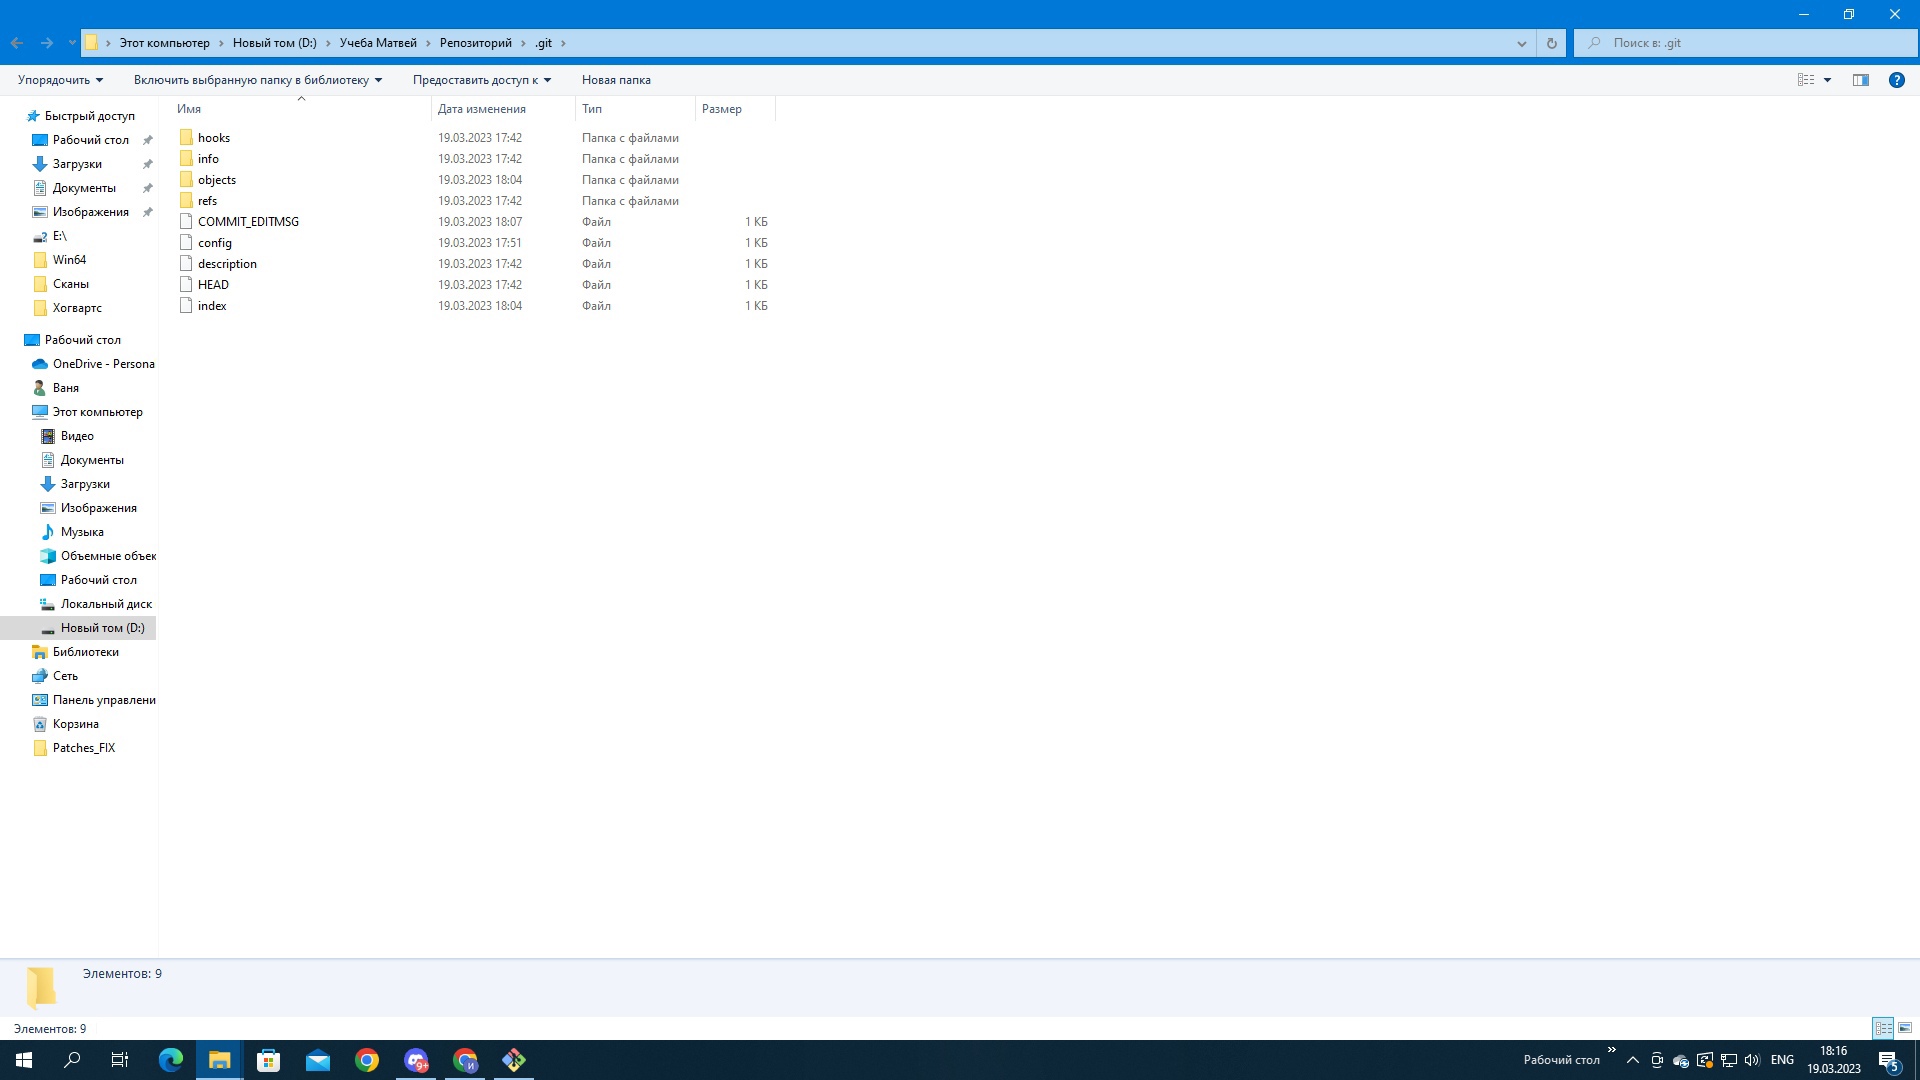 Этот компьютер Новый том (D:) Учеба Матвей Репозиторий .git
Поиск в: .git
Упорядочить Включить выбранную папку в библиотеку Предоставить доступ к Новая папка
Имя Дата изменения Тип Размер
hooks 19.03.2023 17:42 Папка с файлами
info 19.03.2023 17:42 Папка с файлами
objects 19.03.2023 18:04 Папка с файлами
refs 19.03.2023 17:42 Папка с файлами
COMMIT_EDITMSG 19.03.2023 18:07 Файл 1 КБ
config 19.03.2023 17:51 Файл 1 КБ
description 19.03.2023 17:42 Файл 1 КБ
HEAD 19.03.2023 17:42 Файл 1 КБ
index 19.03.2023 18:04 Файл 1 КБ
Быстрый доступ
Рабочий стол
Загрузки
Документы
Изображения
E:\
Win64
Сканы
Хогвартс
Рабочий стол
OneDrive - Persona
Ваня
Этот компьютер
Видео
Документы
Загрузки
Изображения
Музыка
Объемные объек
Рабочий стол
Локальный диск
Новый том (D:)
Библиотеки
Сеть
Панель управлени
Корзина
Patches_FIX
Элементов: 9
Элементов: 9
9+
И
Рабочий стол
ENG
18:16
19.03.2023
5